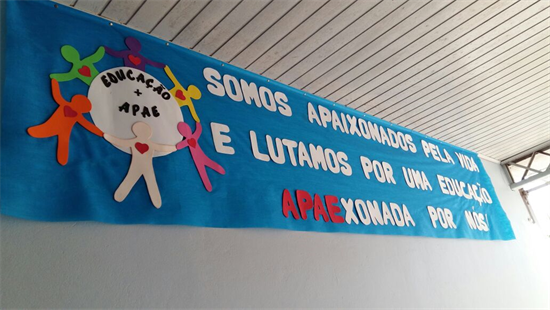 EDUCAÇÃO
+
APAE
SOMOS APAIXONADOS PELA VIDA
E LUTAMOS POR UMA EDUCAÇÃO
APAEXONADA POR NÓS!